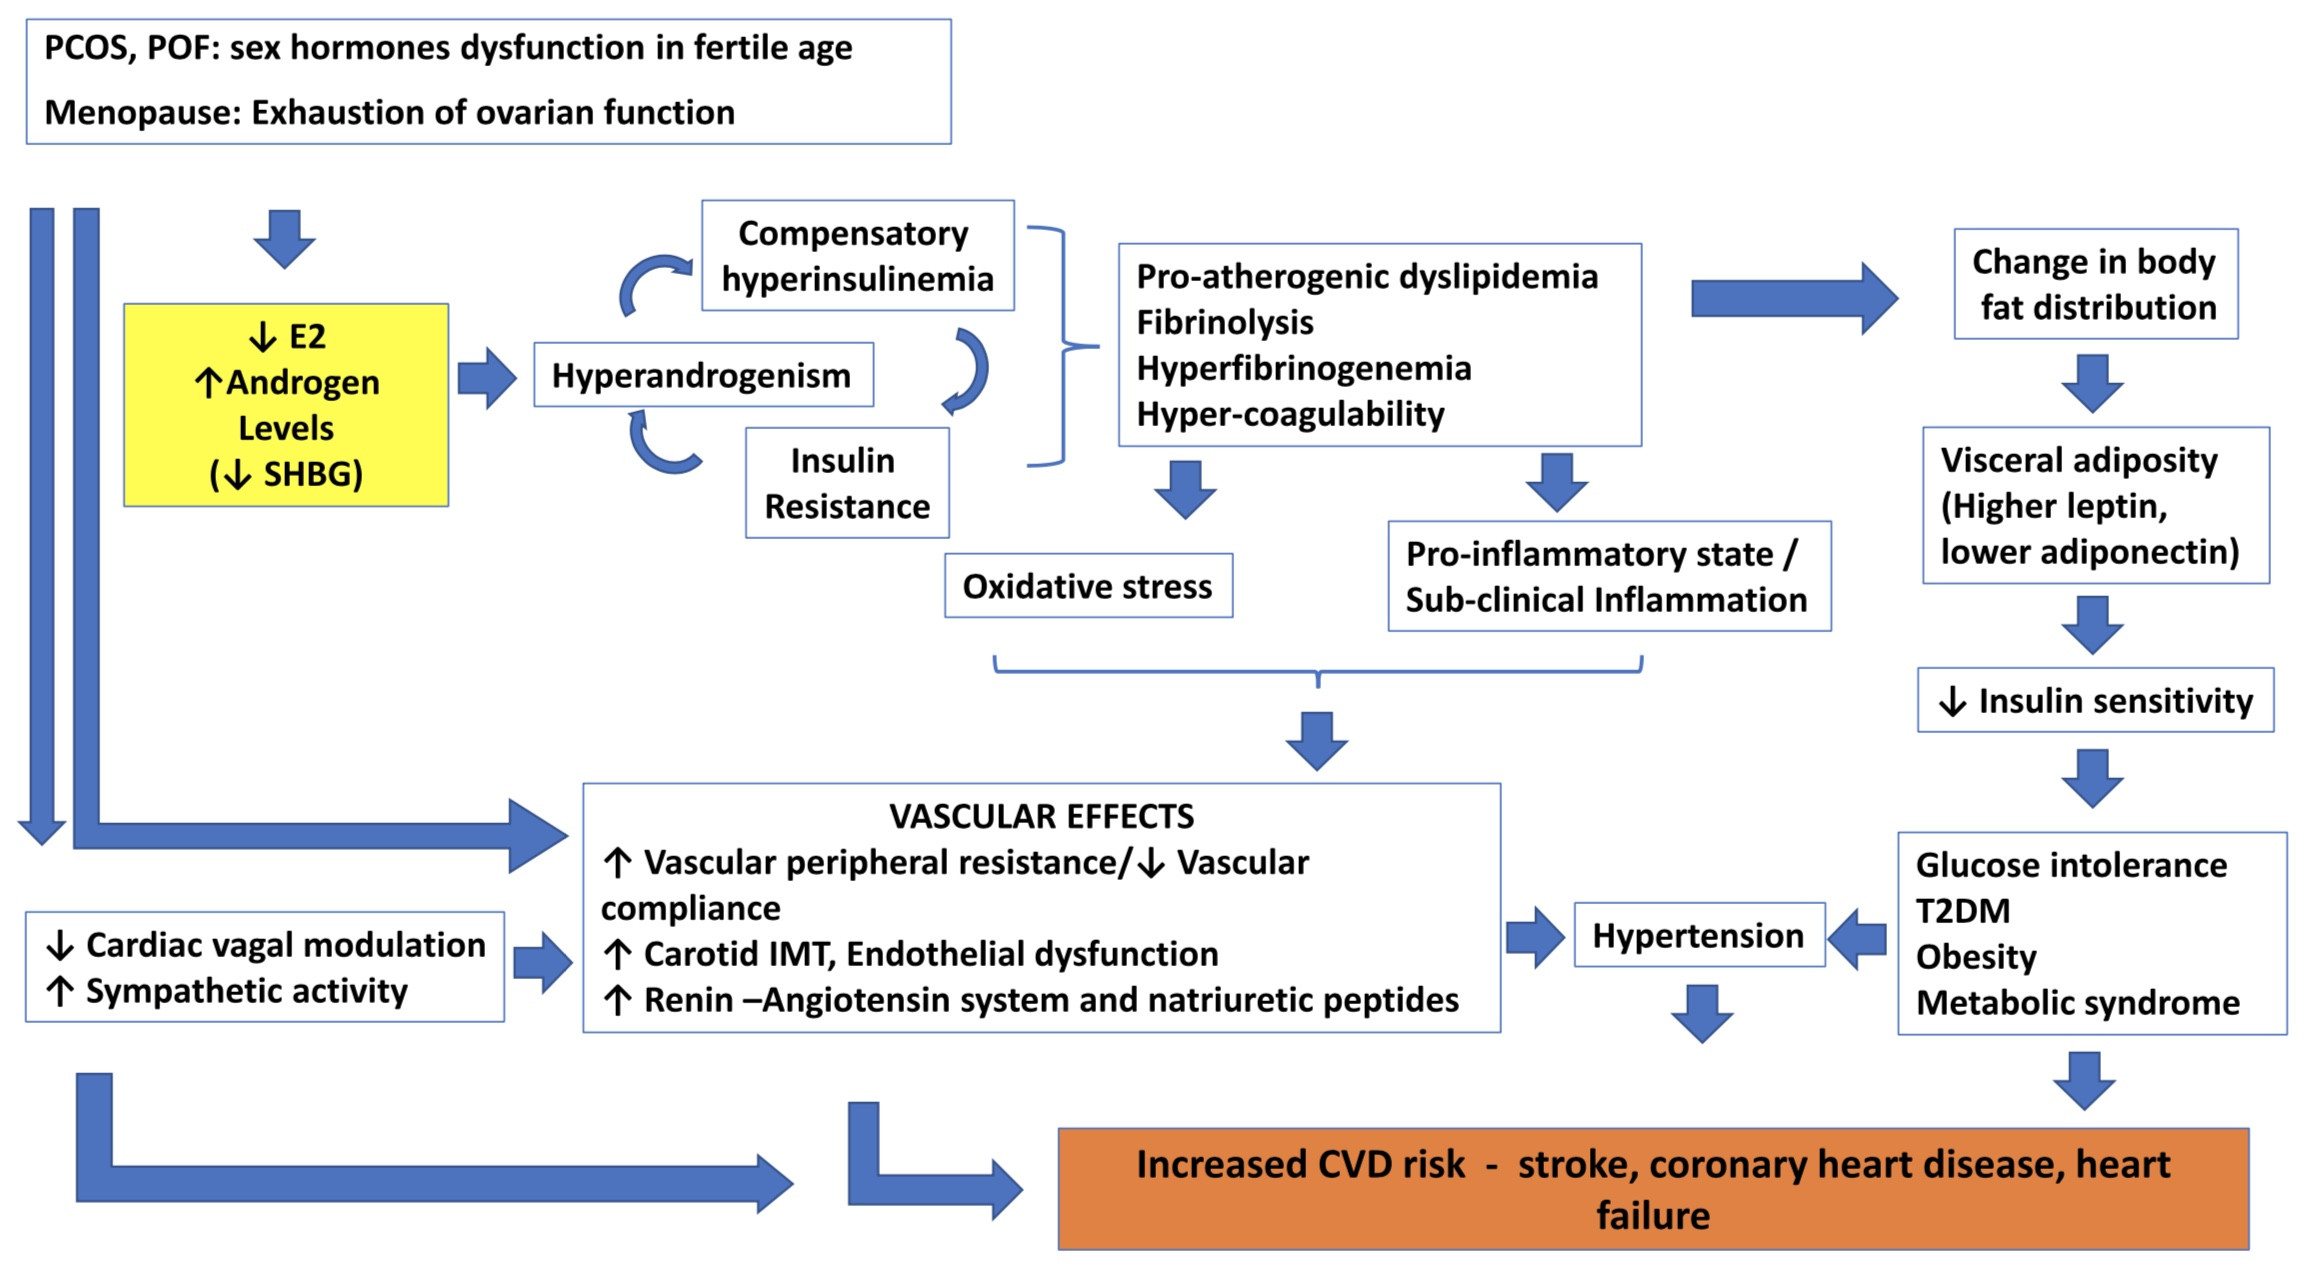 PCOS, POF: sex hormones dysfunction in fertile age
Menopause: Exhaustion of ovarian function
↓ E2
↑Androgen
Levels
(↓ SHBG)
Hyperandrogenism
Compensatory
hyperinsulinemia
Insulin
Resistance
Pro-atherogenic dyslipidemia
Fibrinolysis
Hyperfibrinogenemia
Hyper-coagulability
Change in body
fat distribution
Oxidative stress
Pro-inflammatory state /
Sub-clinical Inflammation
Visceral adiposity
(Higher leptin,
lower adiponectin)
↓ Insulin sensitivity
↓ Cardiac vagal modulation
↑ Sympathetic activity
VASCULAR EFFECTS
↑ Vascular peripheral resistance/↓ Vascular
compliance
↑ Carotid IMT, Endothelial dysfunction
↑ Renin –Angiotensin system and natriuretic peptides
Hypertension
Glucose intolerance
T2DM
Obesity
Metabolic syndrome
Increased CVD risk - stroke, coronary heart disease, heart
failure